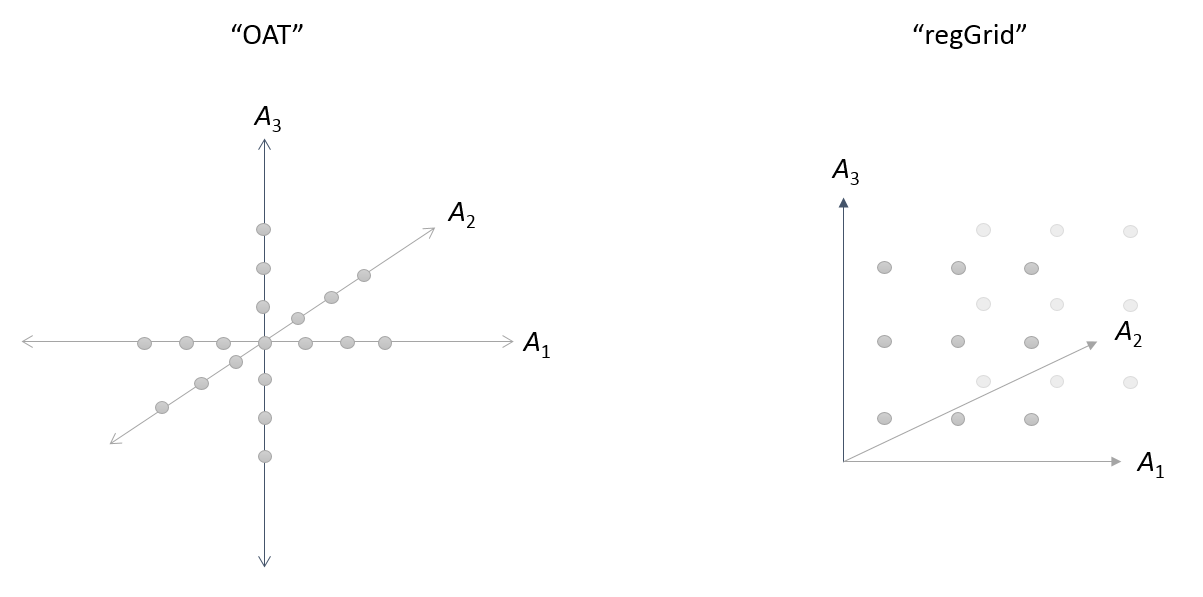 “OAT”
“regGrid”
A₃
A₂
A₁
A₃
A₂
A₁